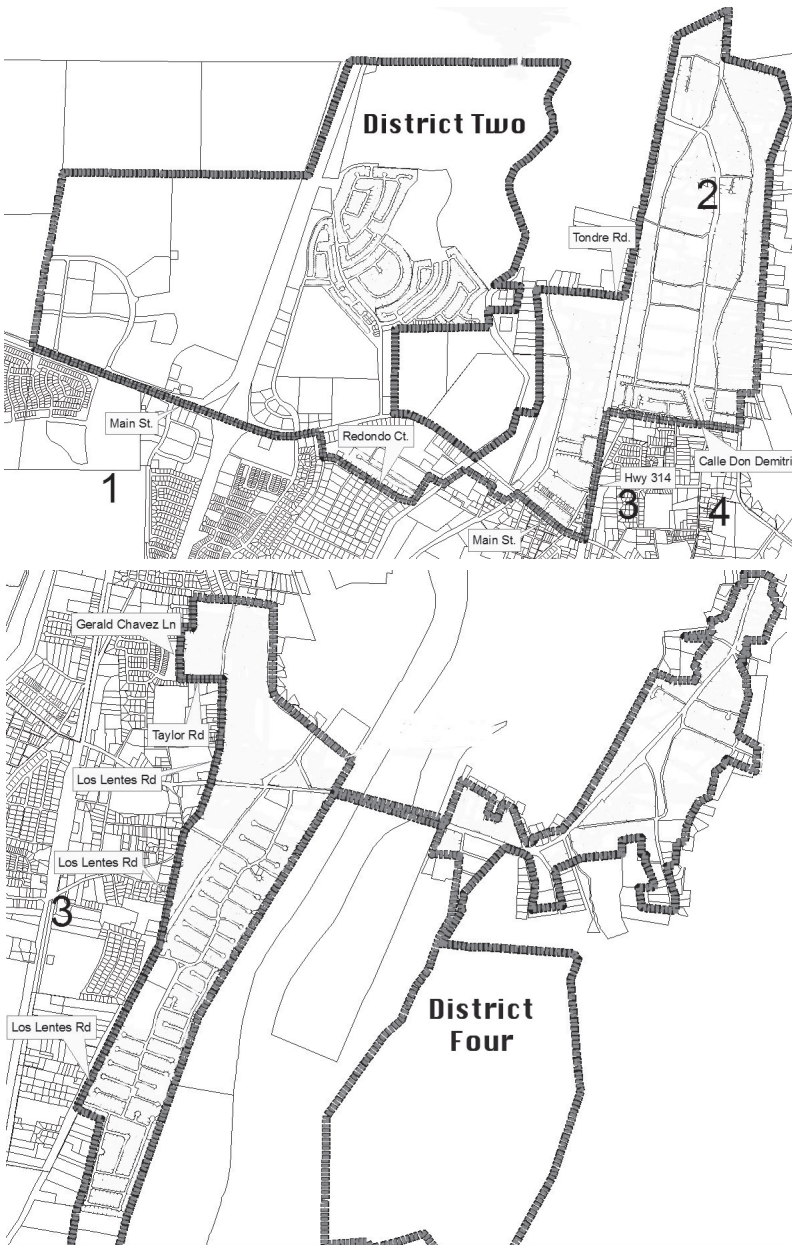 District Two
2
Tondre Rd.
Main St.
Redondo Ct.
1
Hwy 314
Calle Don Demitri
3
4
Main St.
Gerald Chavez Ln
Taylor Rd
Los Lentes Rd
Los Lentes Rd
3
District
Four
Los Lentes Rd